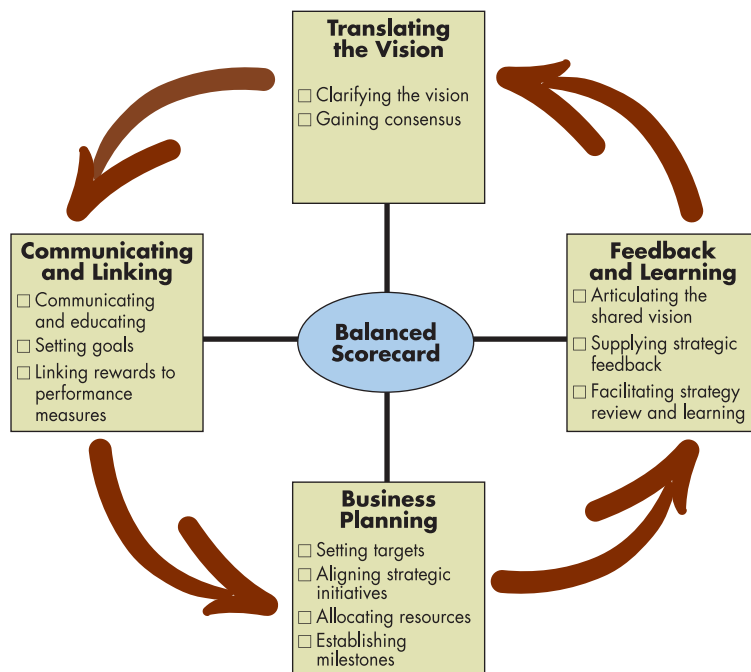 Translating
the Vision
☐ Clarifying the vision
☐ Gaining consensus
Communicating
and Linking
☐ Communicating
and educating
☐ Setting goals
☐ Linking rewards to
performance
measures
Balanced
Scorecard
Feedback
and Learning
☐ Articulating the
shared vision
☐ Supplying strategic
feedback
☐ Facilitating strategy
review and learning
Business
Planning
☐ Setting targets
☐ Aligning strategic
initiatives
☐ Allocating resources
☐ Establishing
milestones